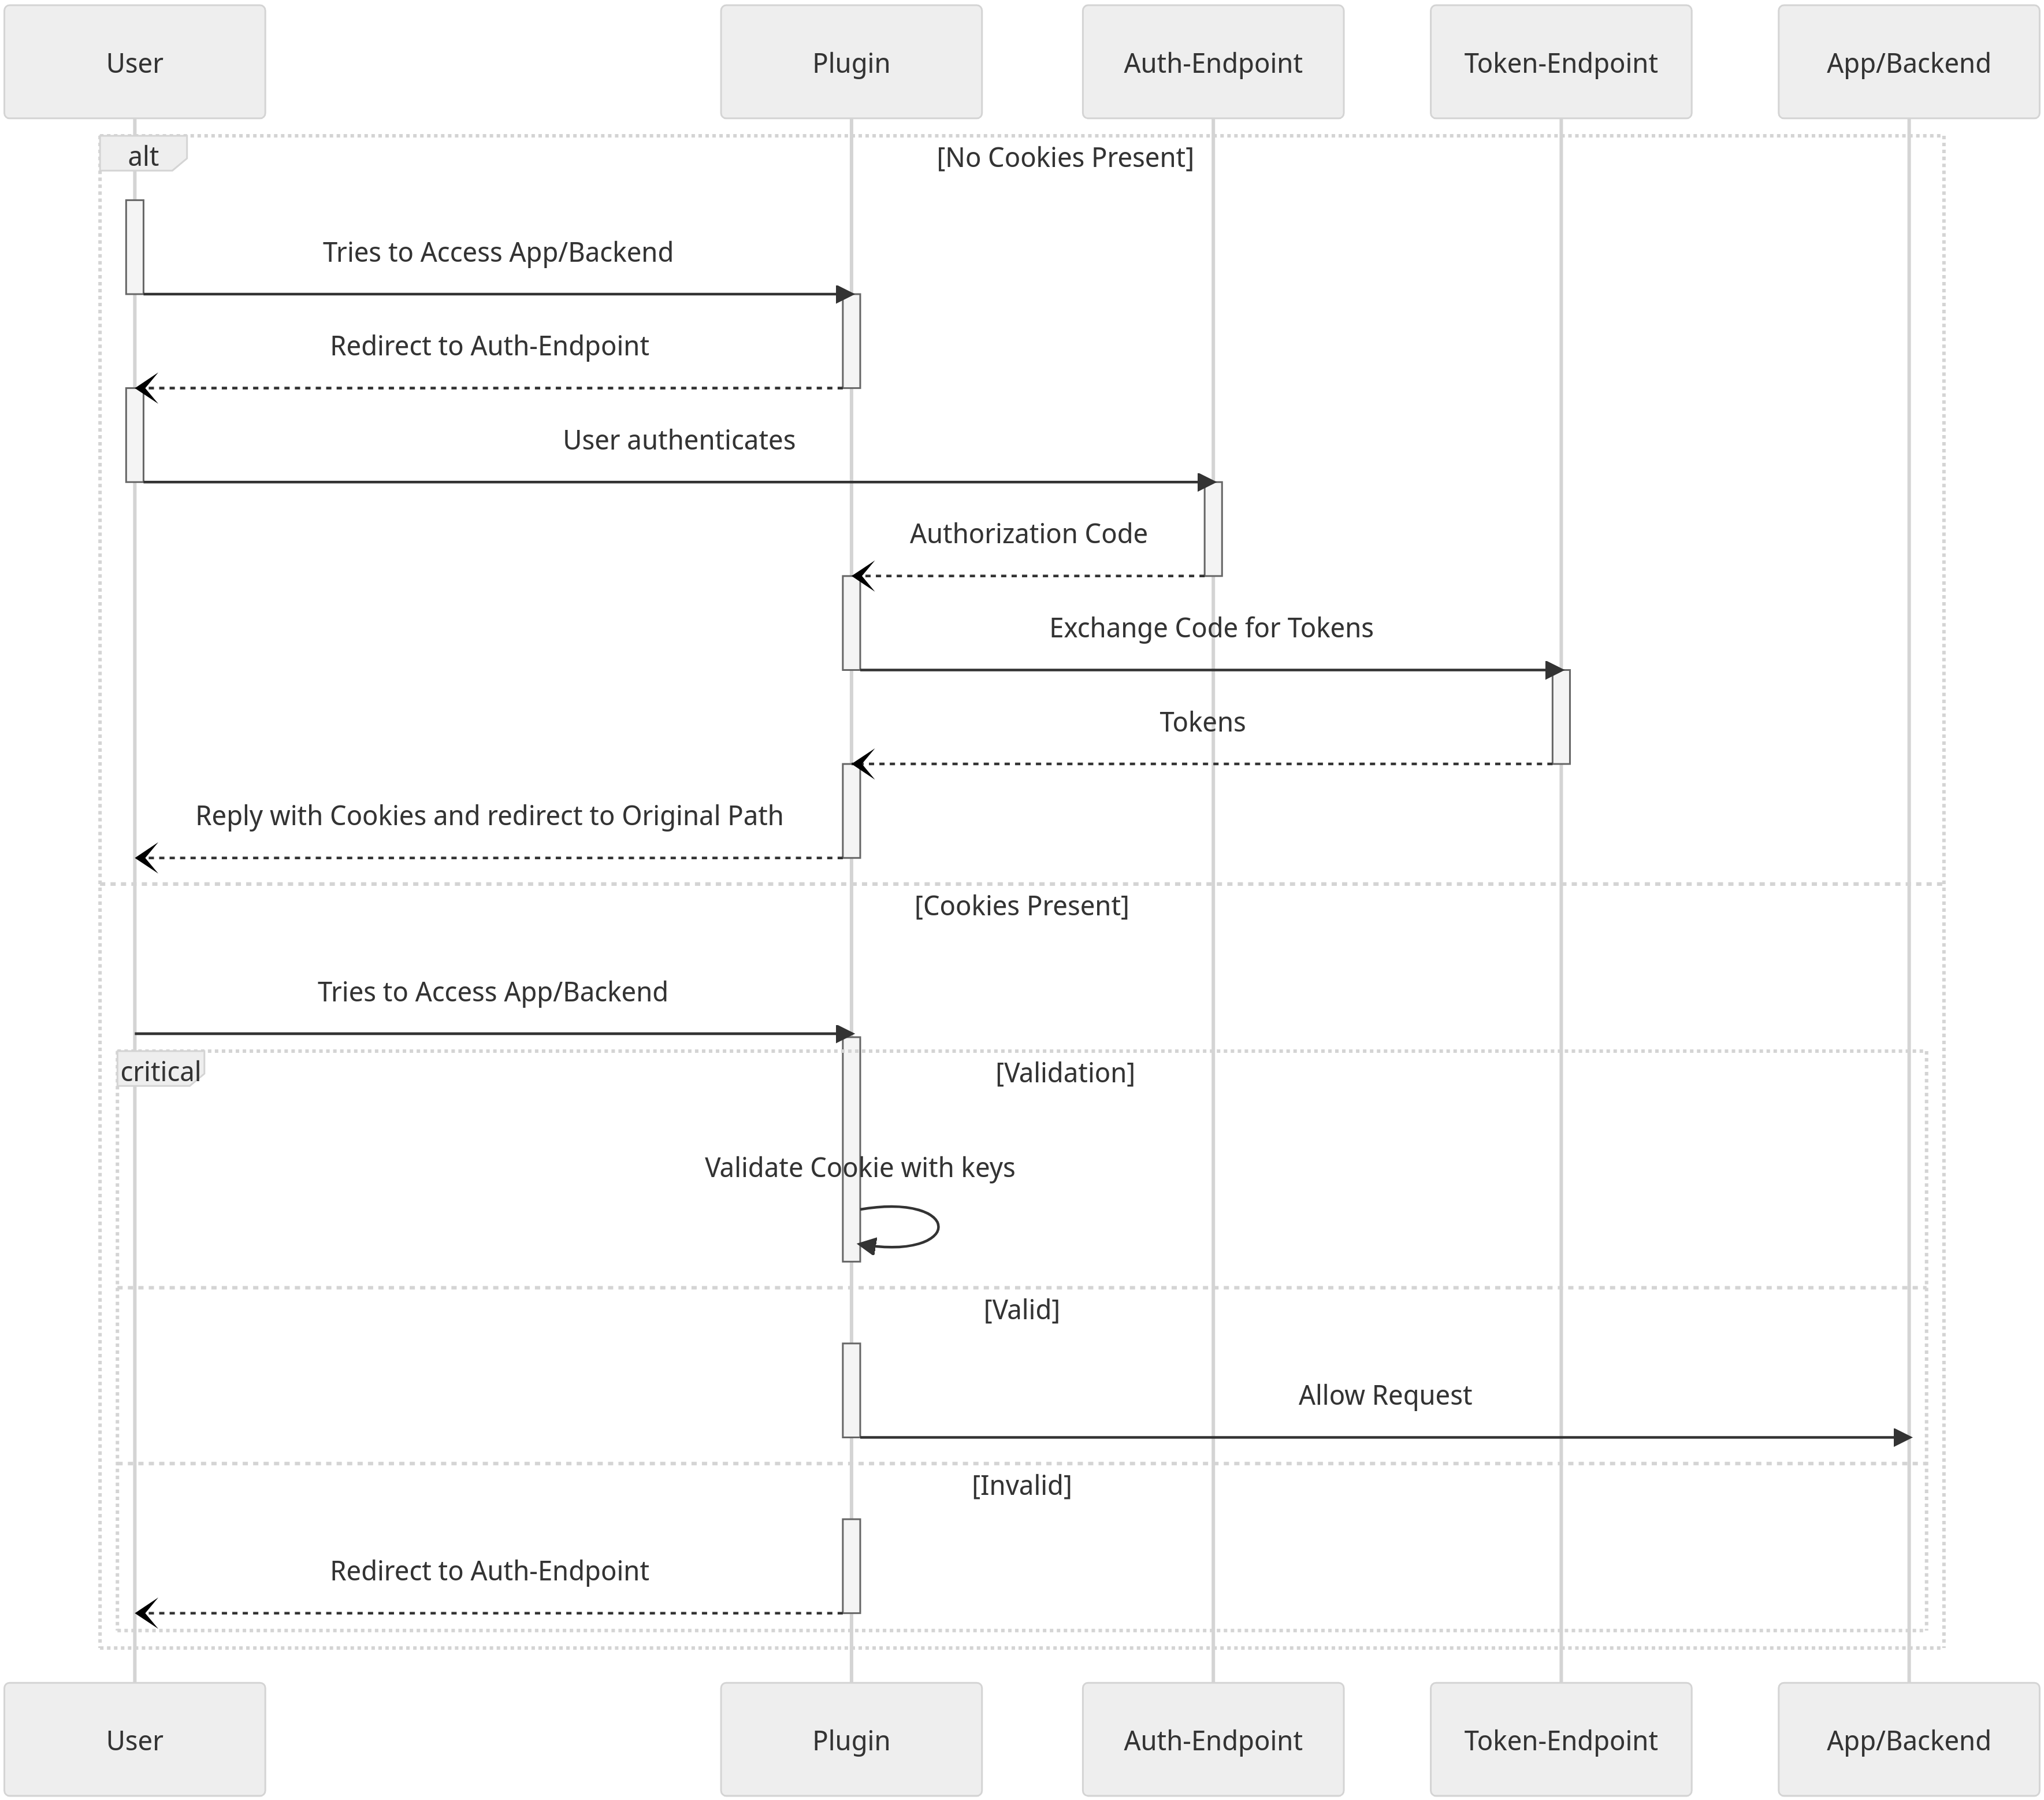 User
Plugin
Auth-Endpoint
Token-Endpoint
App/Backend
alt
[No Cookies Present]
Tries to Access App/Backend
Redirect to Auth-Endpoint
User authenticates
Authorization Code
Exchange Code for Tokens
Tokens
Reply with Cookies and redirect to Original Path
[Cookies Present]
Tries to Access App/Backend
critical
[Validation]
Validate Cookie with keys
[Valid]
Allow Request
[Invalid]
Redirect to Auth-Endpoint
User
Plugin
Auth-Endpoint
Token-Endpoint
App/Backend